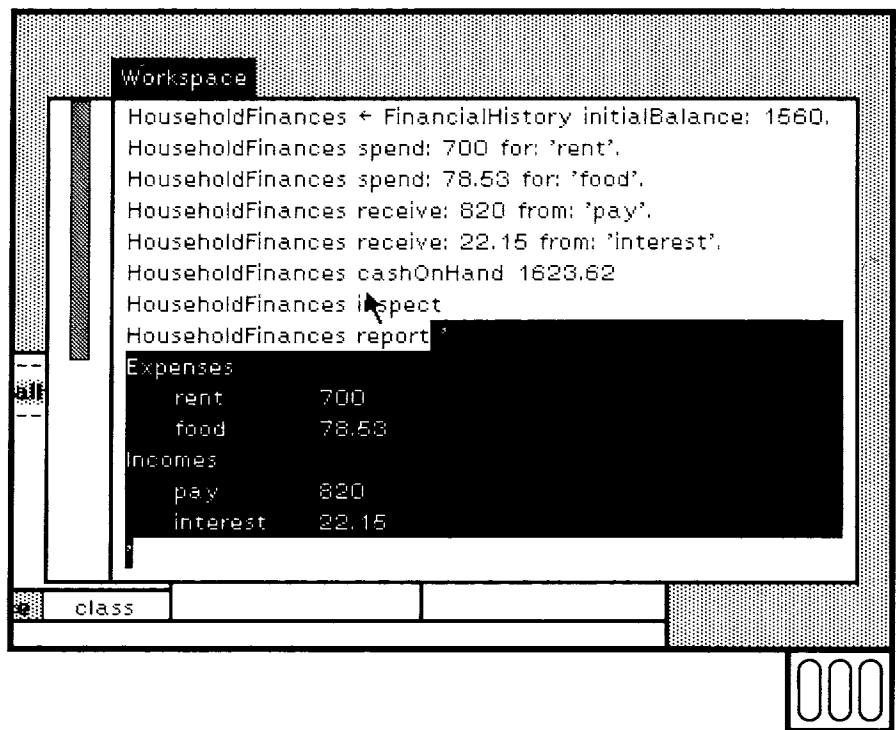 Workspace
HouseholdFinances ← FinancialHistory initialBalance: 1560.
HouseholdFinances spend: 700 for: 'rent'.
HouseholdFinances spend: 78.53 for: 'food'.
HouseholdFinances receive: 820 from: 'pay'.
HouseholdFinances receive: 22.15 from: 'interest'.
HouseholdFinances cashOnHand 1623.62
HouseholdFinances inspect
HouseholdFinances report '
Expenses
rent 700
food 78.53
Incomes
pay 820
interest 22.15
'
class